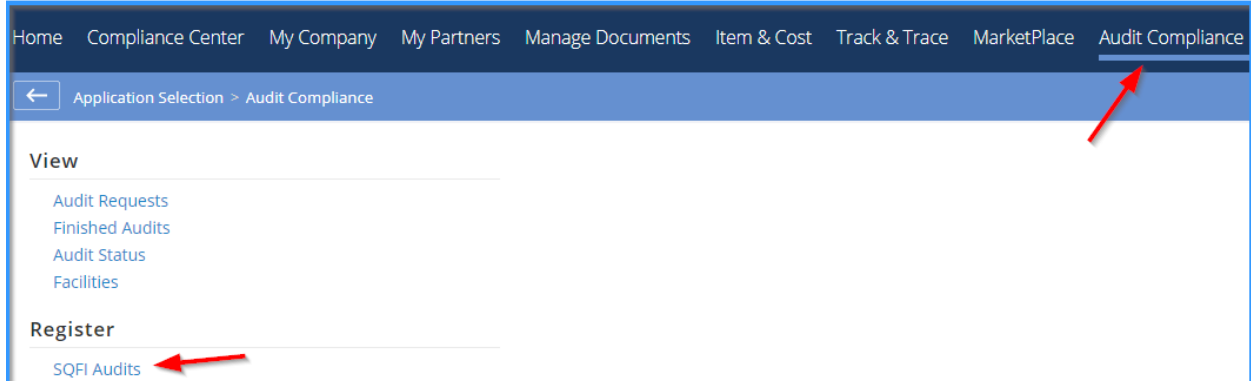 Home Compliance Center My Company My Partners Manage Documents Item & Cost Track & Trace MarketPlace Audit Compliance
Application Selection > Audit Compliance
View
Audit Requests
Finished Audits
Audit Status
Facilities
Register
SQFI Audits